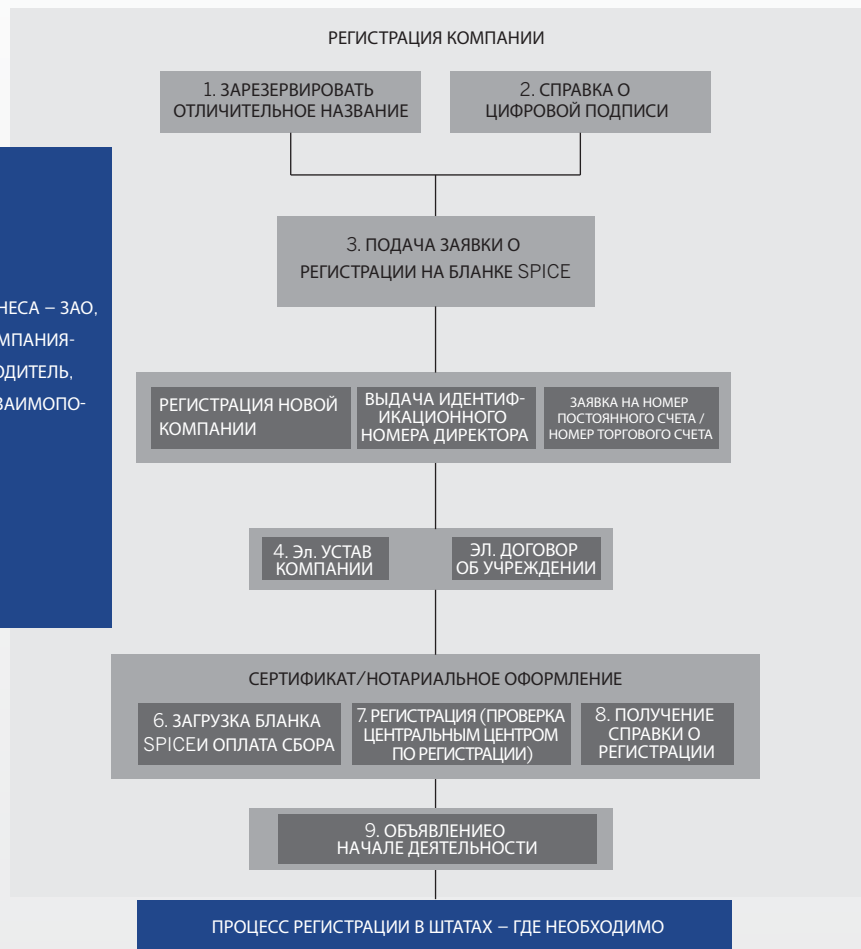 РЕГИСТРАЦИЯ КОМПАНИИ
1. ЗАРЕЗЕРВИРОВАТЬ
ОТЛИЧИТЕЛЬНОЕ НАЗВАНИЕ
2. СПРАВКА О
ЦИФРОВОЙ ПОДПИСИ
НЕСА – ЗАО,
МПАНИЯ-
ОДИТЕЛЬ,
ЗАИМОПО-
3. ПОДАЧА ЗАЯВКИ О
РЕГИСТРАЦИИ НА БЛАНКЕ SPICE
РЕГИСТРАЦИЯ НОВОЙ
КОМПАНИИ
ВЫДАЧА ИДЕНТИФ-
ИКАЦИОННОГО
НОМЕРА ДИРЕКТОРА
ЗАЯВКА НА НОМЕР
ПОСТОЯННОГО СЧЕТА /
НОМЕР ТОРГОВОГО СЧЕТА
4. Эл. УСТАВ
КОМПАНИИ
ЭЛ. ДОГОВОР
ОБ УЧРЕЖДЕНИИ
СЕРТИФИКАТ/НОТАРИАЛЬНОЕ ОФОРМЛЕНИЕ
6. ЗАГРУЗКА БЛАНКА
SPICEИ ОПЛАТА СБОРА
7. РЕГИСТРАЦИЯ (ПРОВЕРКА
ЦЕНТРАЛЬНЫМ ЦЕНТРОМ
ПО РЕГИСТРАЦИИ)
8. ПОЛУЧЕНИЕ
СПРАВКИ О
РЕГИСТРАЦИИ
9. ОБЪЯВЛЕНИЕО
НАЧАЛЕ ДЕЯТЕЛЬНОСТИ
ПРОЦЕСС РЕГИСТРАЦИИ В ШТАТАХ – ГДЕ НЕОБХОДИМО